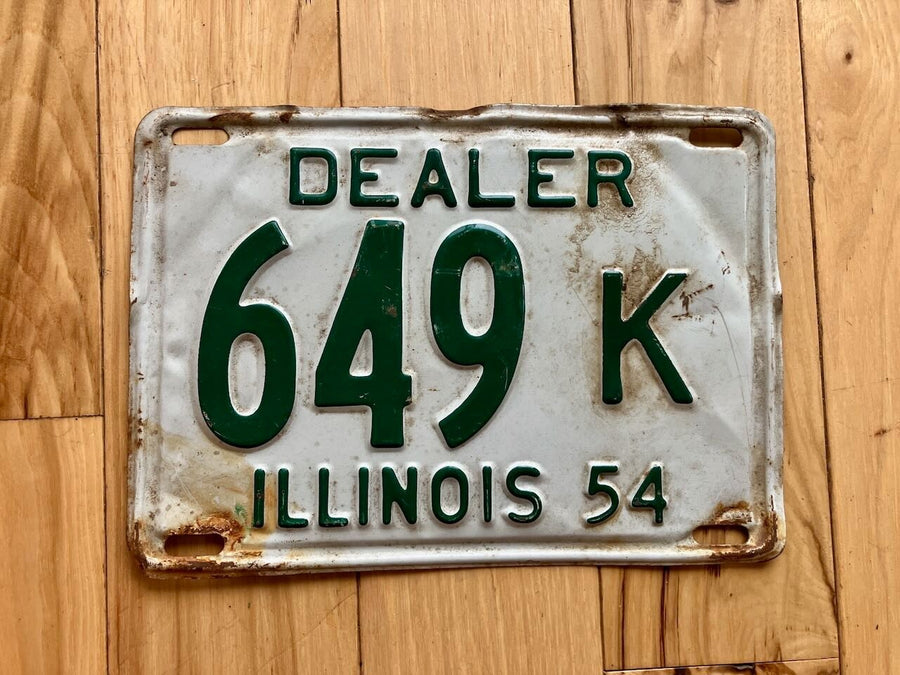 DEALER
649 K
ILLINOIS 54